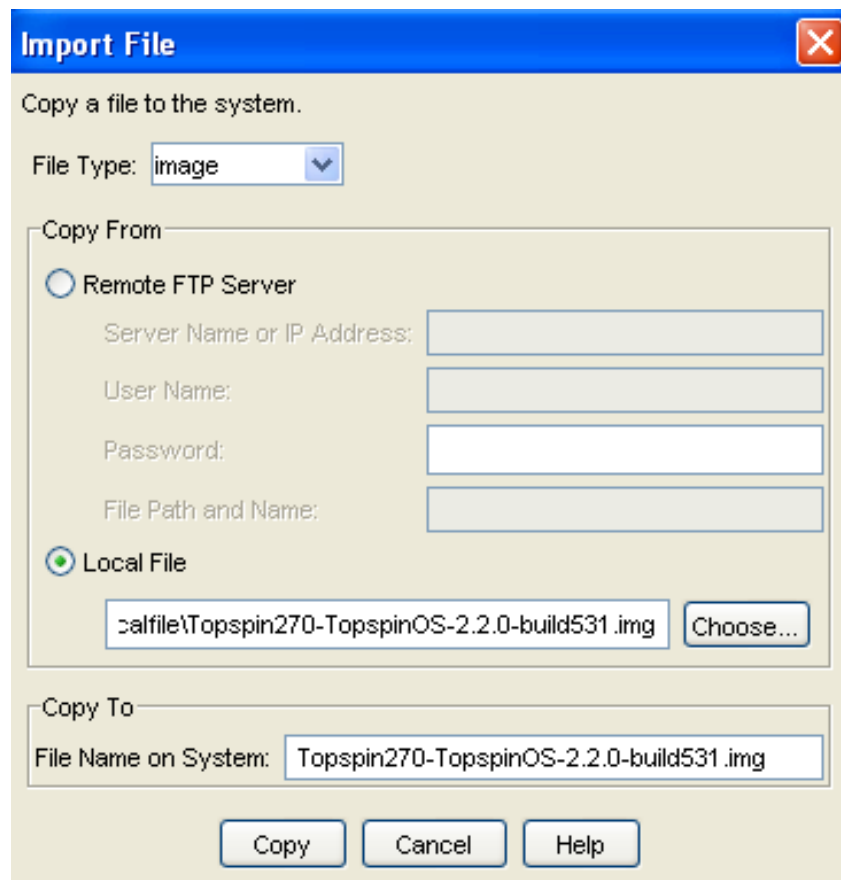 Import File
Copy a file to the system.
File Type: image
Copy From
Remote FTP Server
Server Name or IP Address:
User Name:
Password:
File Path and Name:
Local File
calfile\Topspin270-TopspinOS-2.2.0-build531.img Choose...
Copy To
File Name on System: Topspin270-TopspinOS-2.2.0-build531.img
Copy Cancel Help